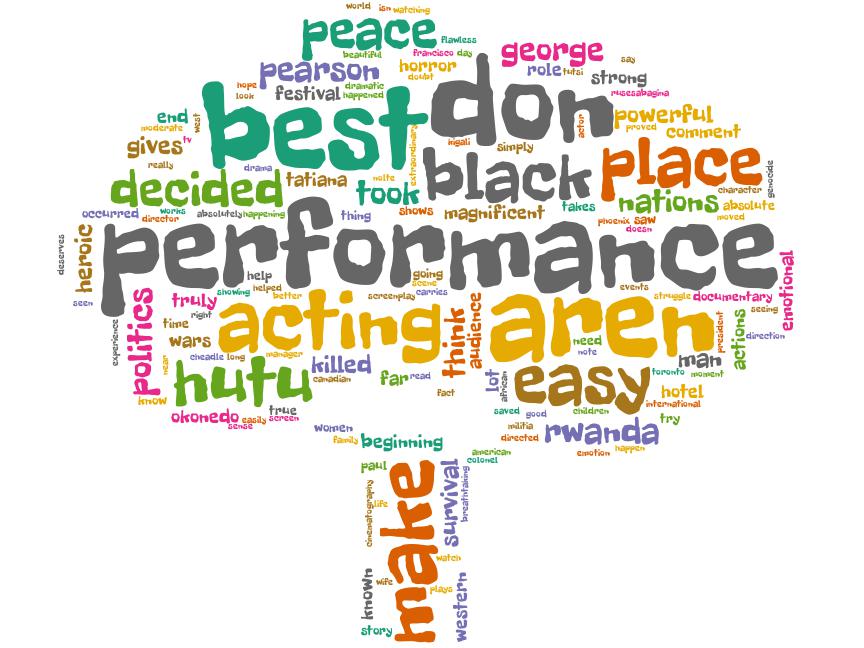 world isn watching
peace flawless
beautiful francisco day george say
pearson horror role tutsi
doubt strong
hope festival dramatic rusesabagina
look happened
best don
end west actor powerful
moderate proved comment
gives tv extraordinary kigali simply place
really drama black genocide
decided tatiana nolte took character
nations absolute
occurred works absolutely happening thing shows magnificent takes phoenix saw moved
director doesn
deserves heroic performance
help going events emotional
seen showing helped scene
truly better screenplay carries struggle documentary
right seeing
experience politics time acting think audience aren president actions direction
wars need
cheadle long manager note man
near hutu killed far read lot african easy toronto moment
canadian hotel
know fact international
okonedo easily true saved good children try
sense screen
women militia rwanda
family beginning directed happen
american emotion
paul colonel
make survival breathtaking
cinematography life
watch
known wife plays western
story